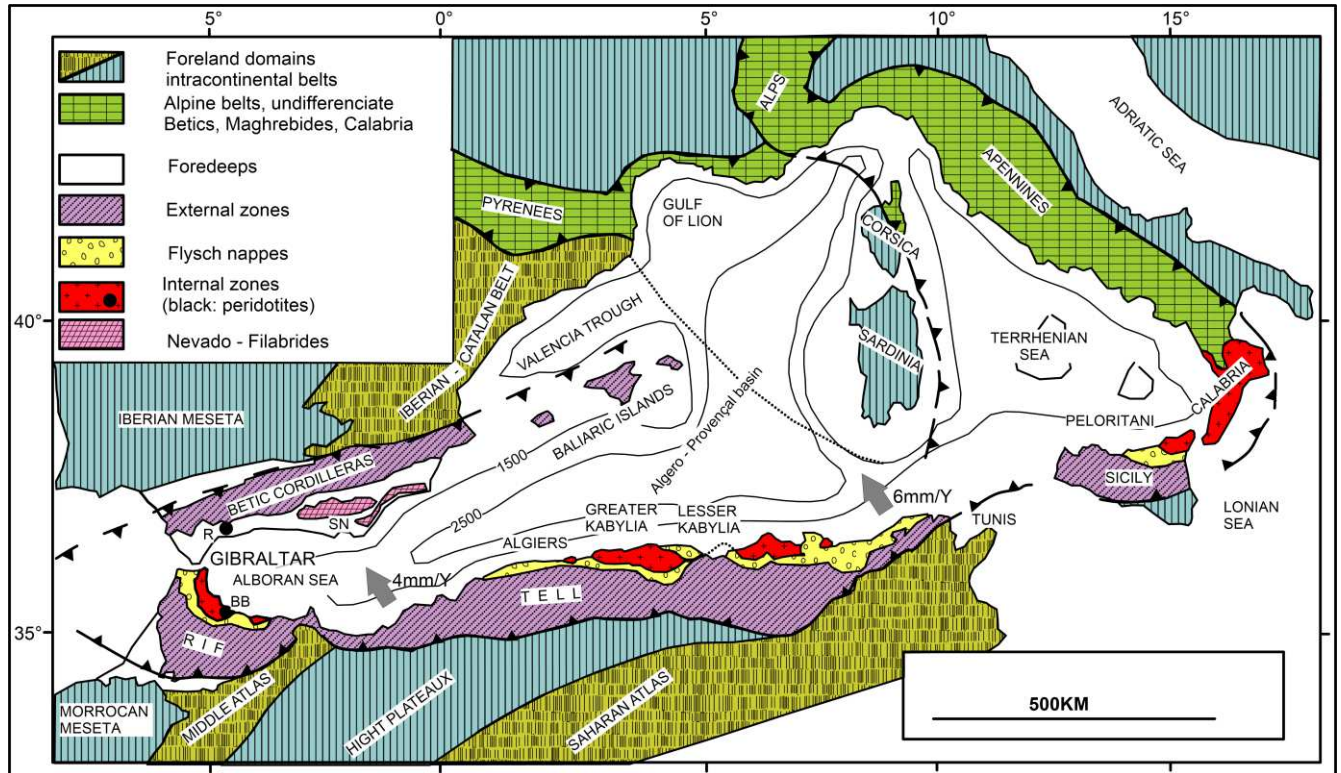 5°
0°
5°
10°
15°
Foreland domains
intracontinental belts
Alpine belts, undifferenciate
Betics, Maghrebides, Calabria
Foredeeps
External zones
Flysch nappes
Internal zones
(black: peridotites)
Nevado - Filabrides
ALPS
ADRIATIC SEA
APENNINES
PYRENEES
GULF
OF LION
CORSICA
IBERIAN - CATALAN BELT
40°
VALENCIA TROUGH
SARDINIA
TERRHENIAN
SEA
CALABRIA
IBERIAN MESETA
BALIARIC ISLANDS
Algero - Provençal basin
PELORITANI
BETIC CORDILLERAS
1500
SICILY
2500
6mm/Y
LONIAN
SEA
SN
R
GREATER
KABYLIA
LESSER
KABYLIA
TUNIS
GIBRALTAR
ALGIERS
ALBORAN SEA
4mm/Y
BB
TELL
35°
RIF
MIDDLE ATLAS
HIGHT PLATEAUX
SAHARAN ATLAS
MORROCAN
MESETA
500KM